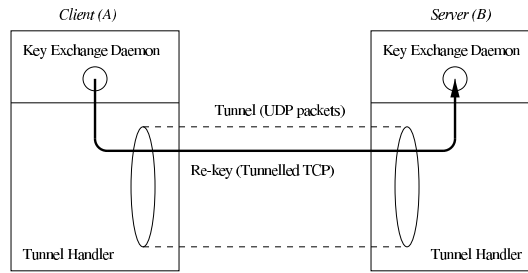 Client (A)
Server (B)
Key Exchange Daemon
Key Exchange Daemon
Tunnel (UDP packets)
Re-key (Tunnelled TCP)
Tunnel Handler
Tunnel Handler